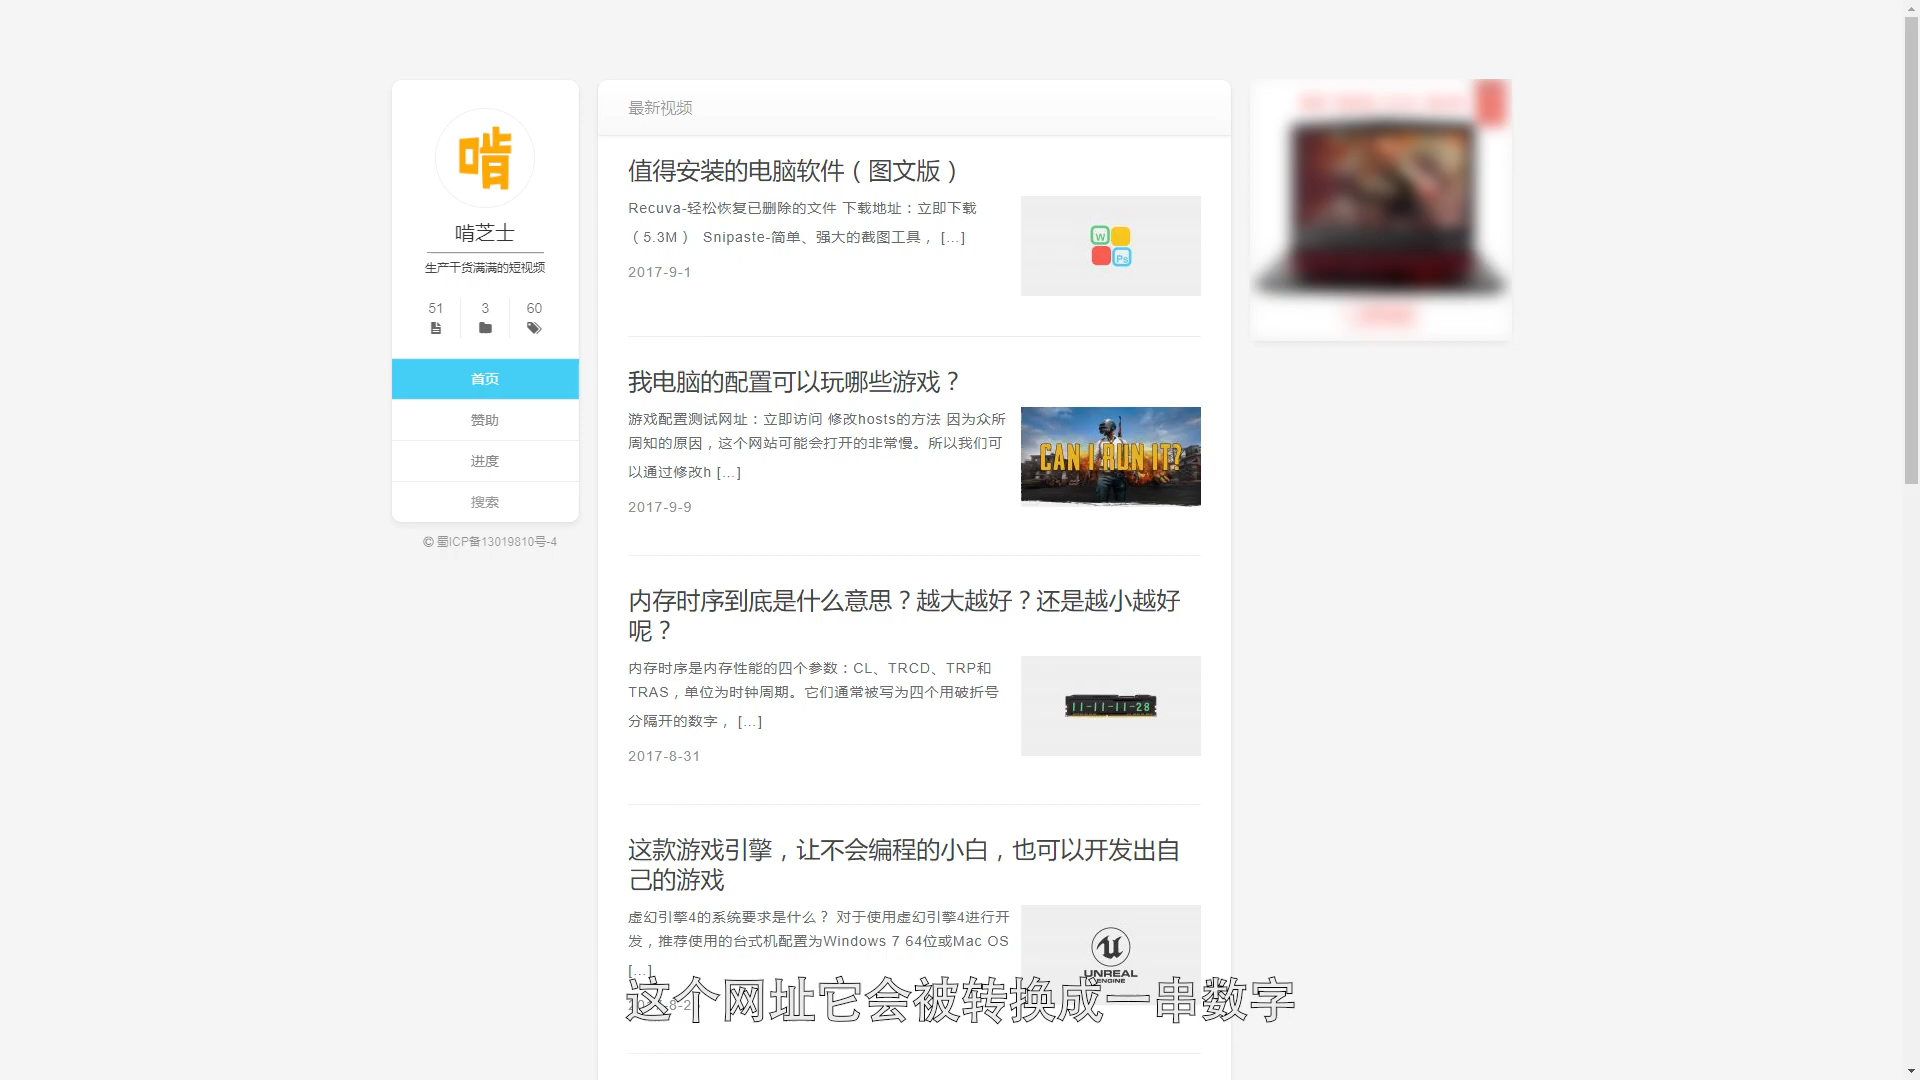 啃
啃芝士
生产干货满满的短视频
51
3
60
首页
赞助
进度
搜索
© 蜀ICP备13019810号-4
最新视频
值得安装的电脑软件（图文版）
Recuva-轻松恢复已删除的文件 下载地址：立即下载
（5.3M） Snipaste-简单、强大的截图工具， [...]
2017-9-1
W
Ps
我电脑的配置可以玩哪些游戏？
游戏配置测试网址：立即访问 修改hosts的方法 因为众所
周知的原因，这个网站可能会打开的非常慢。所以我们可
以通过修改h [...]
2017-9-9
CAN I RUN IT?
内存时序到底是什么意思？越大越好？还是越小越好
呢？
内存时序是内存性能的四个参数：CL、TRCD、TRP和
TRAS，单位为时钟周期。它们通常被写为四个用破折号
分隔开的数字， [...]
2017-8-31
11-11-11-28
这款游戏引擎，让不会编程的小白，也可以开发出自
己的游戏
虚幻引擎4的系统要求是什么？ 对于使用虚幻引擎4进行开
发，推荐使用的台式机配置为Windows 7 64位或Mac OS
[...]
UNREAL
ENGINE
这个网址它会被转换成一串数字